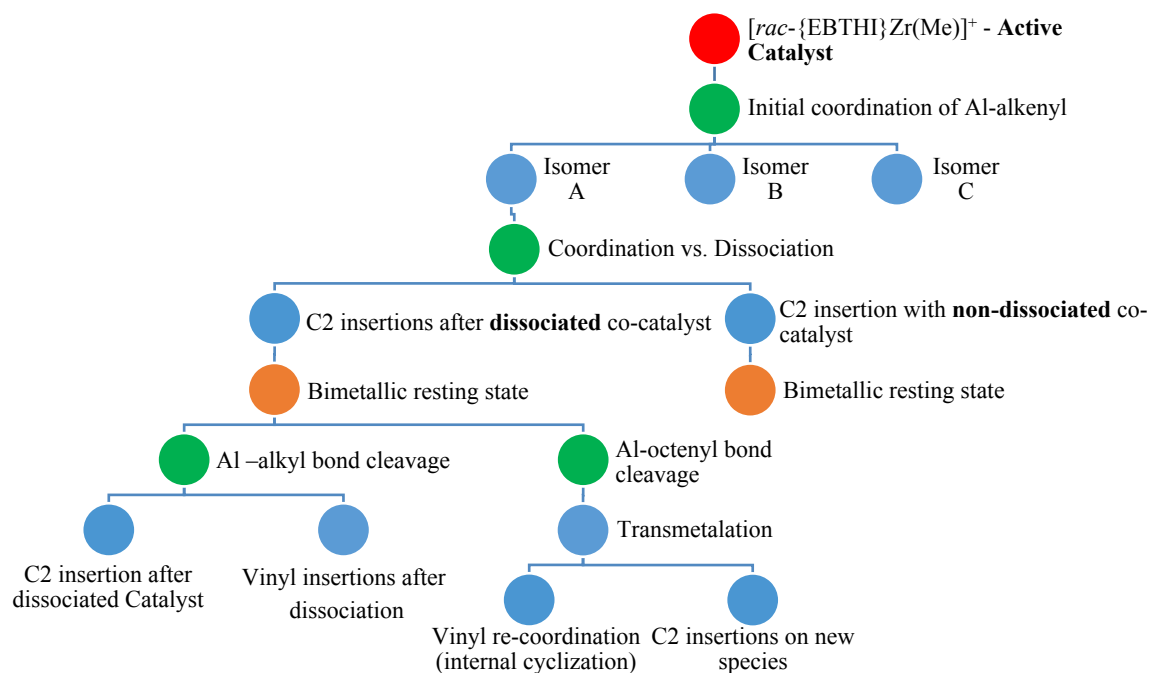 [rac-{EBTHI}Zr(Me)]⁺ - Active
Catalyst
Initial coordination of Al-alkenyl
Isomer
A
Isomer
B
Isomer
C
Coordination vs. Dissociation
C2 insertions after dissociated co-catalyst
C2 insertion with non-dissociated co-
catalyst
Bimetallic resting state
Bimetallic resting state
Al –alkyl bond cleavage
Al-octenyl bond
cleavage
C2 insertion after
dissociated Catalyst
Vinyl insertions after
dissociation
Transmetalation
Vinyl re-coordination
(internal cyclization)
C2 insertions on new
species